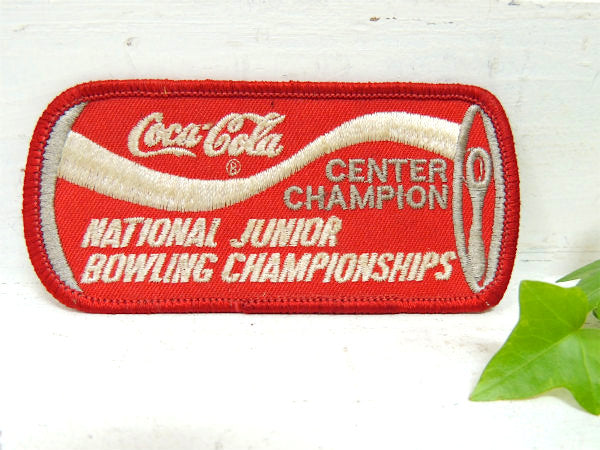 Coca-Cola
®
CENTER
CHAMPION
NATIONAL JUNIOR
BOWLING CHAMPIONSHIPS